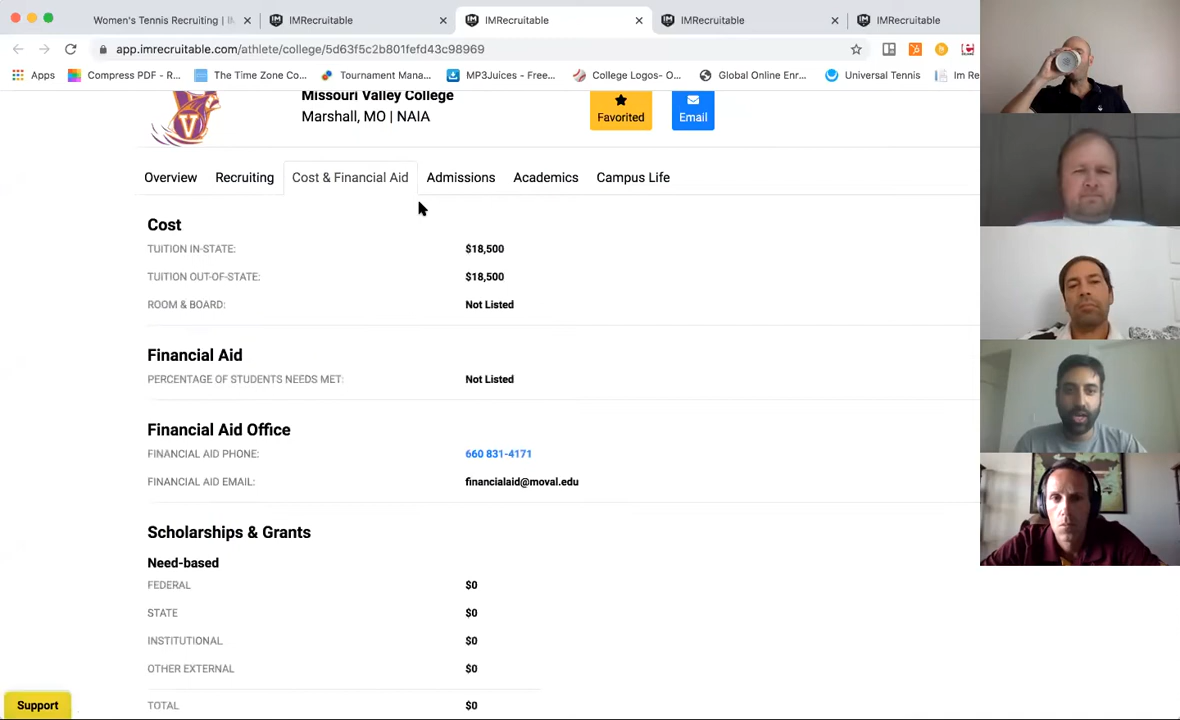 Women's Tennis Recruiting | IM
IMRecruitable
IMRecruitable
IMRecruitable
IMRecruitable
app.imrecruitable.com/athlete/college/5d63f5c2b801fefd43c98969
Apps
Compress PDF - R...
The Time Zone Co...
Tournament Mana...
MP3Juices - Free...
College Logos- O...
Global Online Enr...
Universal Tennis
Im Re
Missouri Valley College
Marshall, MO | NAIA
V
Favorited
Email
Overview
Recruiting
Cost & Financial Aid
Admissions
Academics
Campus Life
Cost
TUITION IN-STATE: $18,500
TUITION OUT-OF-STATE: $18,500
ROOM & BOARD: Not Listed
Financial Aid
PERCENTAGE OF STUDENTS NEEDS MET: Not Listed
Financial Aid Office
FINANCIAL AID PHONE: 660 831-4171
FINANCIAL AID EMAIL: financialaid@moval.edu
Scholarships & Grants
Need-based
FEDERAL $0
STATE $0
INSTITUTIONAL $0
OTHER EXTERNAL $0
TOTAL $0
Support